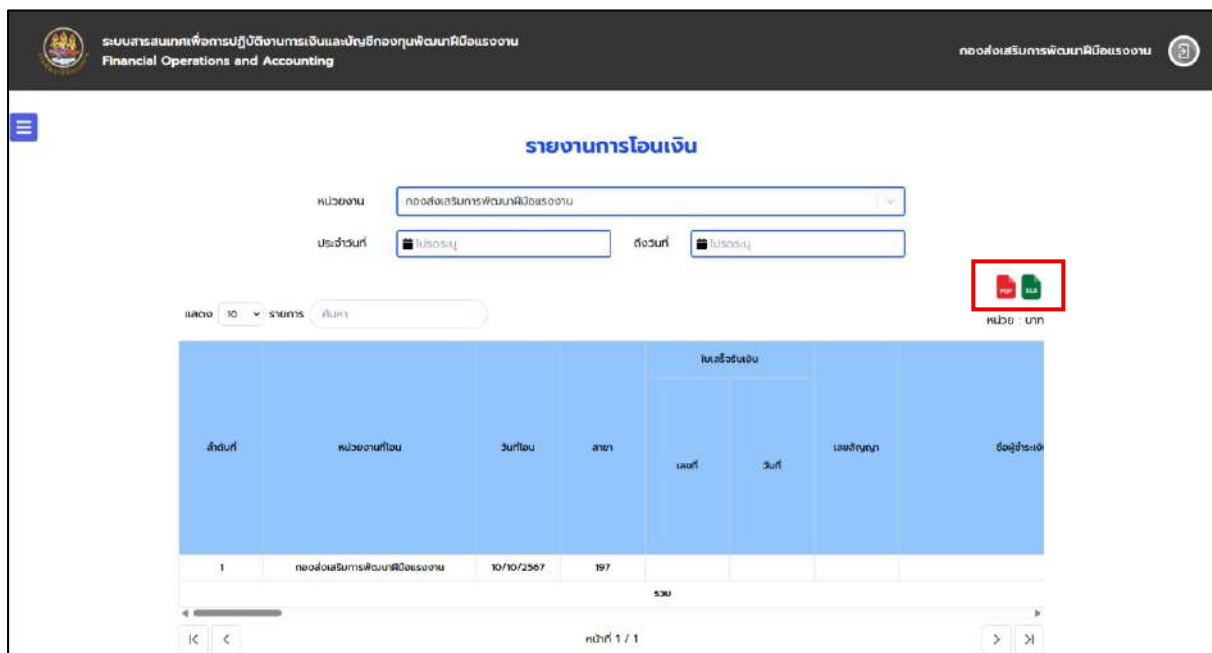 ระบบสารสนเทศเพื่อการปฏิบัติงานการเงินและบัญชีกองทุนพัฒนาฝีมือแรงงาน
Financial Operations and Accounting
กองส่งเสริมการพัฒนาฝีมือแรงงาน
รายงานการโอนเงิน
หน่วยงาน กองส่งเสริมการพัฒนาฝีมือแรงงาน
ประจำวันที่ โปรดระบุ ถึงวันที่ โปรดระบุ
PDF XLS
แสดง 10 รายการ ค้นหา หน่วย : บาท
ใบเสร็จรับเงิน
ลำดับที่ หน่วยงานที่โอน วันที่โอน สาขา เลขที่ วันที่ เลขสัญญา ชื่อผู้ชำระเงิ
1 กองส่งเสริมการพัฒนาฝีมือแรงงาน 10/10/2567 197
รวม
หน้าที่ 1 / 1